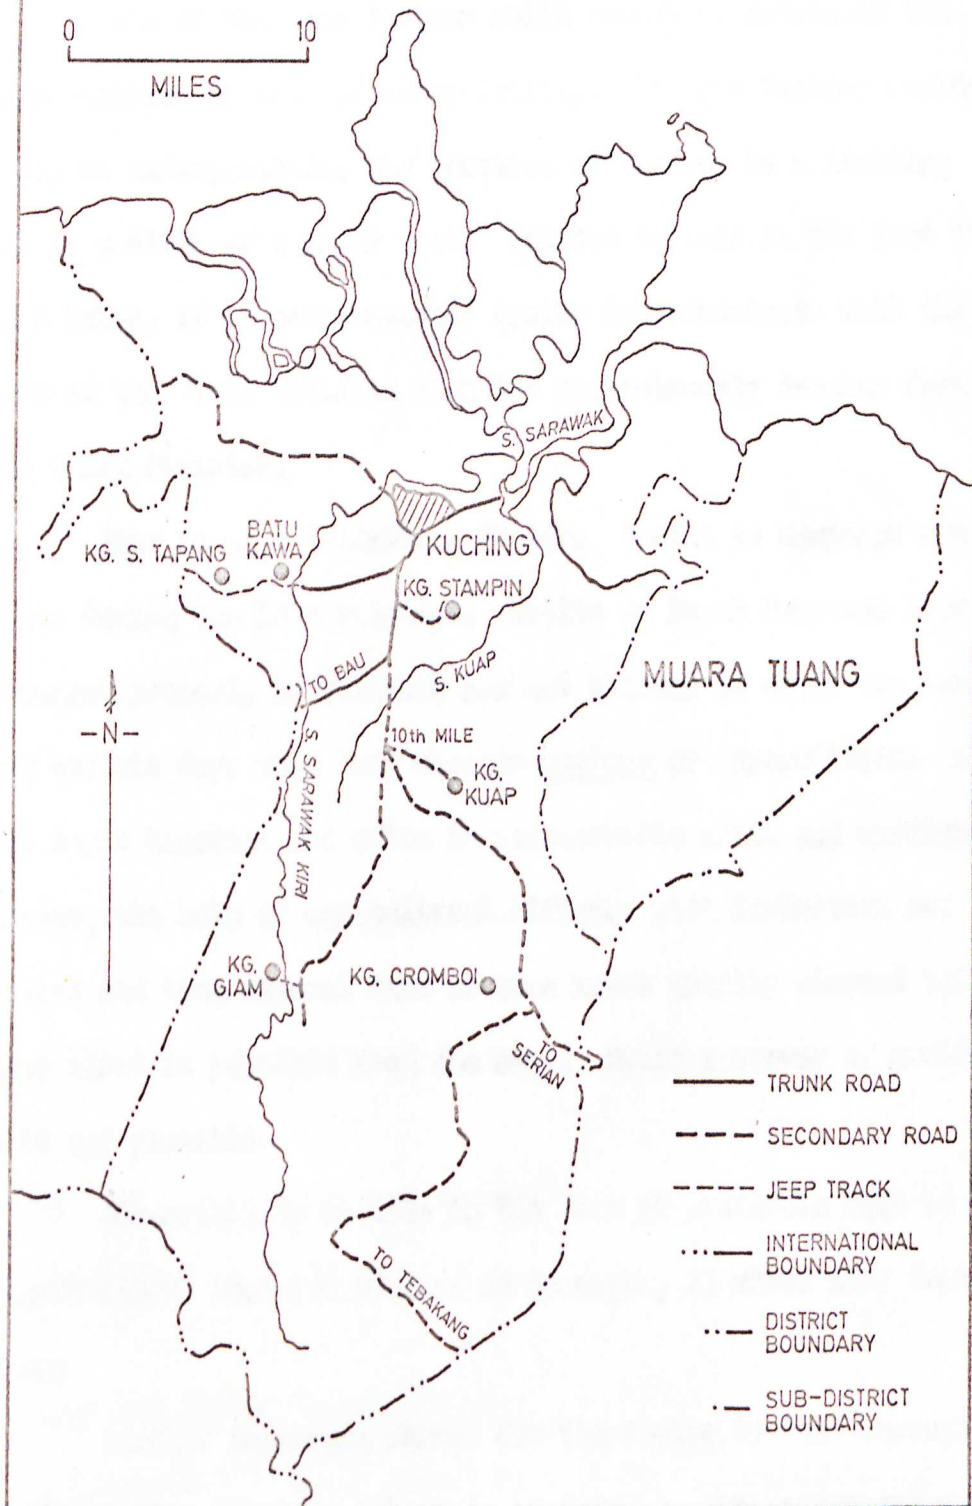 0 10
MILES
S. SARAWAK
BATU
KAWA
KG. S. TAPANG
KUCHING
KG. STAMPIN
TO BAU
S. KUAP
MUARA TUANG
-N-
10th MILE
S. SARAWAK KIRI
KG.
KUAP
KG.
GIAM
KG. CROMBOI
TO
SERIAN
TO TEBAKANG
TRUNK ROAD
SECONDARY ROAD
JEEP TRACK
INTERNATIONAL
BOUNDARY
DISTRICT
BOUNDARY
SUB-DISTRICT
BOUNDARY